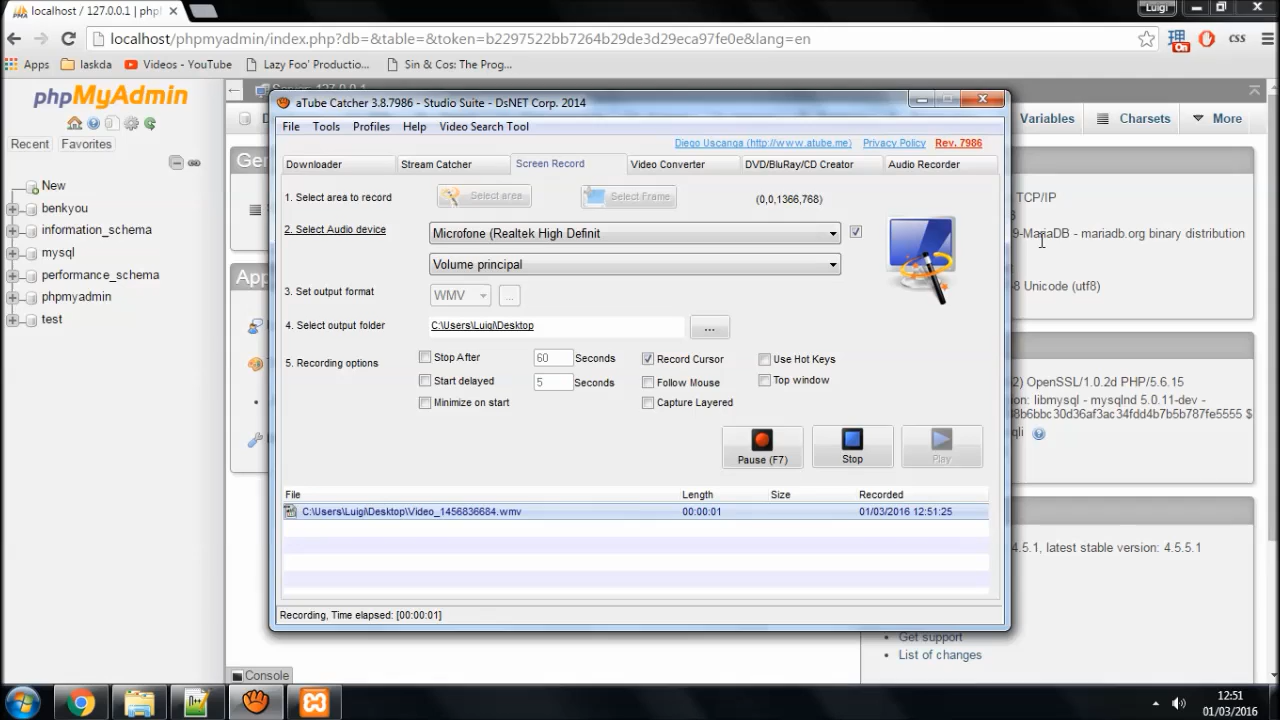 localhost / 127.0.0.1 | ph
Luigi
localhost/phpmyadmin/index.php?db=&table=&token=b2297522bb7264b29de3d29eca97fe0e&lang=en
On
css
Apps
laskda
Videos - YouTube
Lazy Foo' Productions...
Sin & Cos: The Prog...
phpMyAdmin
Recent
Favorites
New
benkyou
information_schema
mysql
performance_schema
phpmyadmin
test
Variables
Charsets
More
TCP/IP
9-MariaDB - mariadb.org binary distribution
8 Unicode (utf8)
2) OpenSSL/1.0.2d PHP/5.6.15
ion: libmysql - mysqlnd 5.0.11-dev -
8b6bbc30d36af3ac34fdd4b7b5b787fe5555 $
qli
4.5.1, latest stable version: 4.5.5.1
Get support
List of changes
Console
aTube Catcher 3.8.7986 - Studio Suite - DsNET Corp. 2014
File
Tools
Profiles
Help
Video Search Tool
Diego Uscanga (http://www.atube.me)
Privacy Policy
Rev. 7986
Downloader
Stream Catcher
Screen Record
Video Converter
DVD/BluRay/CD Creator
Audio Recorder
1. Select area to record
Select area
Select Frame
(0,0,1366,768)
2. Select Audio device
Microfone (Realtek High Definit
Volume principal
3. Set output format
WMV
...
4. Select output folder
C:\Users\Luigi\Desktop
...
5. Recording options
Stop After
60
Seconds
Record Cursor
Use Hot Keys
Start delayed
5
Seconds
Follow Mouse
Top window
Minimize on start
Capture Layered
Pause (F7)
Stop
Play
File
Length
Size
Recorded
C:\Users\Luigi\Desktop\Video_1456836684.wmv
00:00:01
01/03/2016 12:51:25
Recording, Time elapsed: [00:00:01]
12:51
01/03/2016